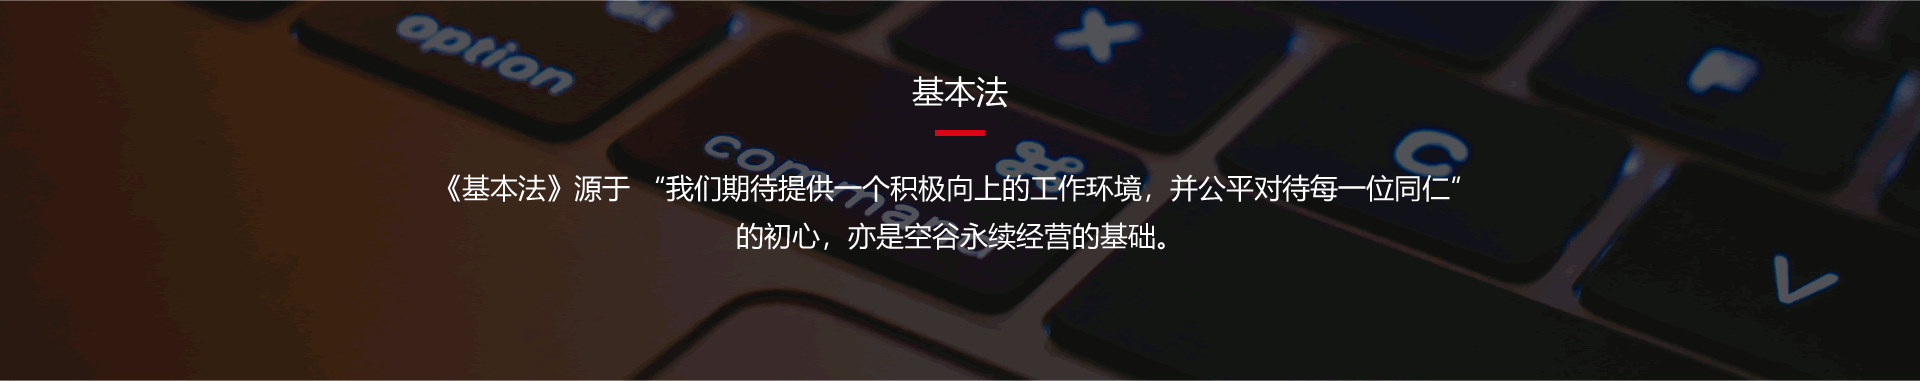 alt
option
X
F
基本法
command
⌘
C
《基本法》源于 “我们期待提供一个积极向上的工作环境，并公平对待每一位同仁”
的初心，亦是空谷永续经营的基础。
V